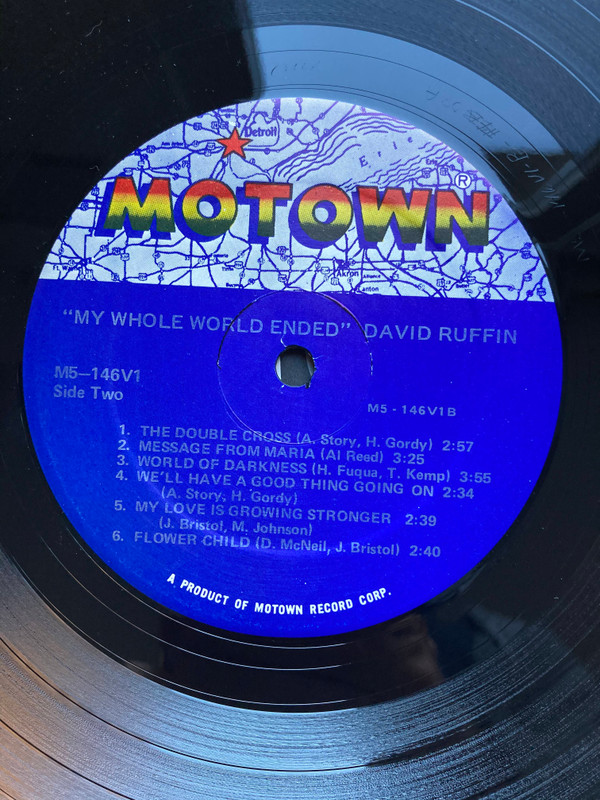 Detroit
Erie
MOTOWN®
Akron
Alliance
"MY WHOLE WORLD ENDED" DAVID RUFFIN
M5—146V1
Side Two
M5 - 146V1B
1. THE DOUBLE CROSS (A. Story, H. Gordy) 2:57
2. MESSAGE FROM MARIA (Al Reed) 3:25
3. WORLD OF DARKNESS (H. Fuqua, T. Kemp) 3:55
4. WE'LL HAVE A GOOD THING GOING ON 2:34
(A. Story, H. Gordy)
5. MY LOVE IS GROWING STRONGER 2:39
(J. Bristol, M. Johnson)
6. FLOWER CHILD (D. McNeil, J. Bristol) 2:40
A PRODUCT OF MOTOWN RECORD CORP.